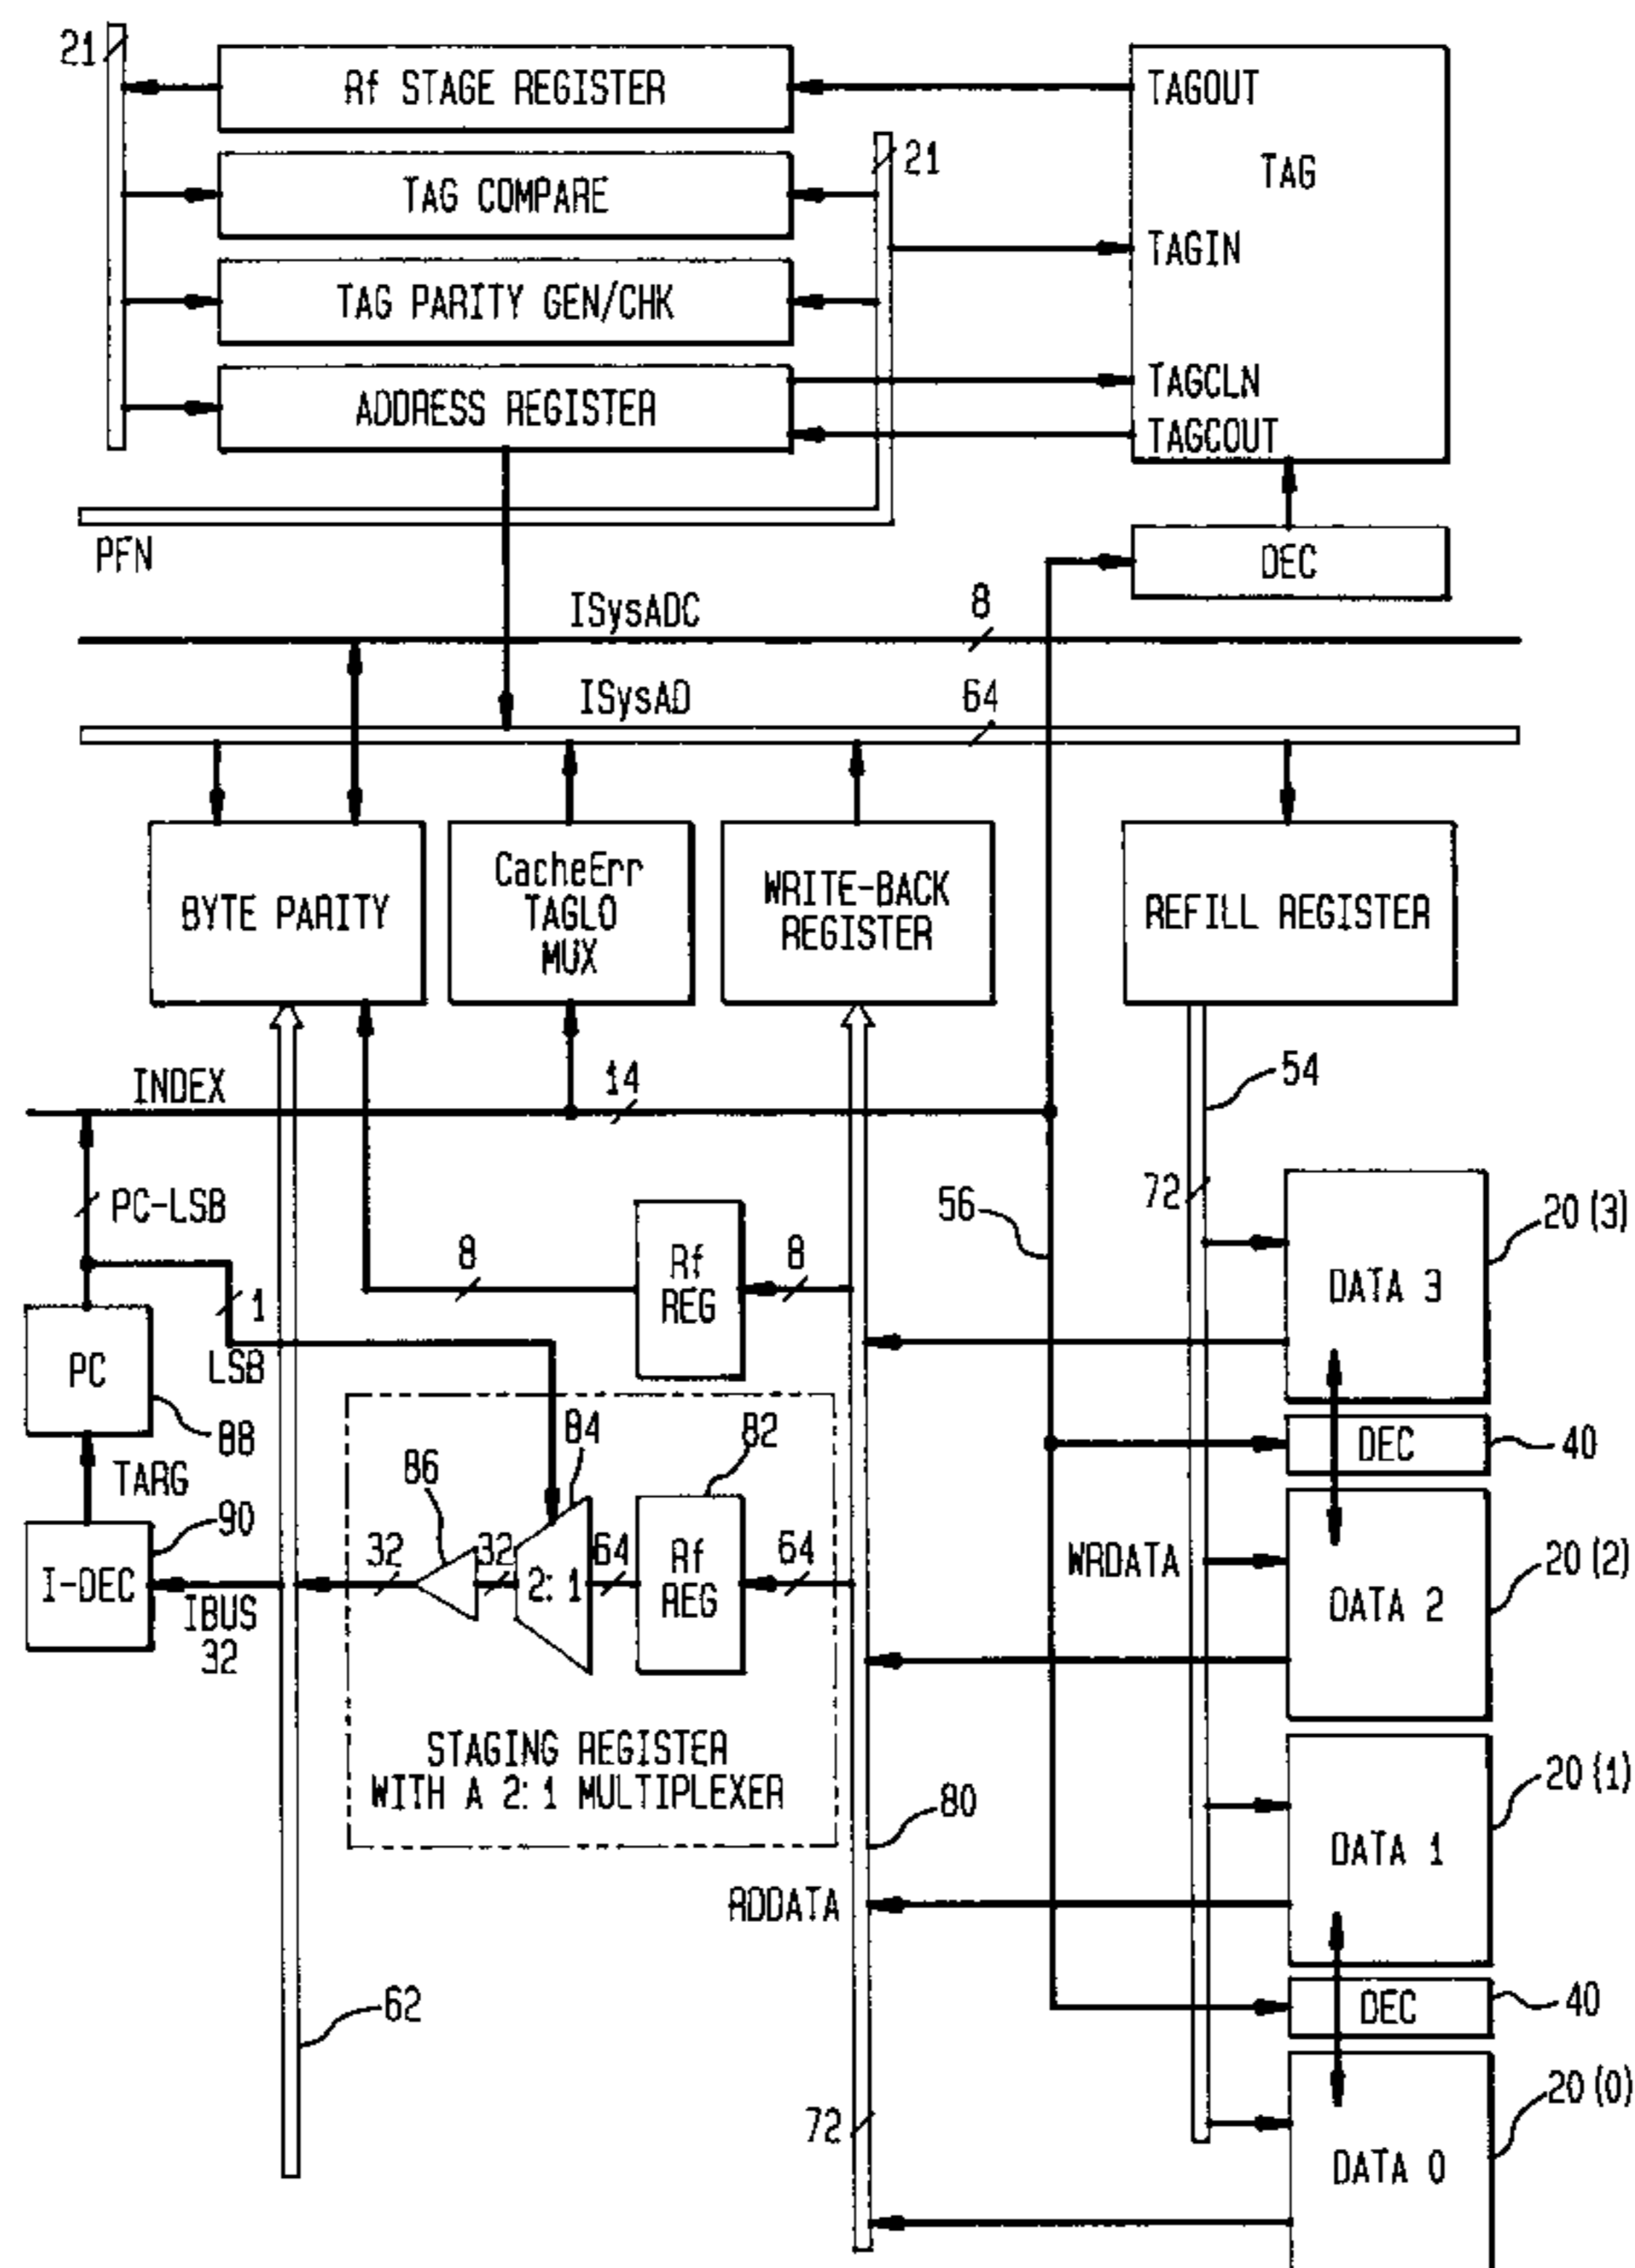 21
Rf STAGE REGISTER
TAGOUT
TAG
TAG COMPARE
21
TAGIN
TAG PARITY GEN/CHK
ADDRESS REGISTER
TAGCLN
TAGCOUT
PFN
DEC
ISysADC
8
ISysAD
64
BYTE PARITY
CacheErr
TAGLO
MUX
WRITE-BACK
REGISTER
REFILL REGISTER
INDEX
14
54
PC-LSB
56
72
20 (3)
8
Rf
REG
8
DATA 3
1
LSB
PC
88
84
82
DEC
40
TARG
86
90
32
32
2:1
64
Rf
REG
64
WRDATA
20 (2)
I-DEC
IBUS
32
DATA 2
STAGING REGISTER
WITH A 2:1 MULTIPLEXER
80
20 (1)
DATA 1
RDDATA
62
DEC
40
72
20 (0)
DATA 0